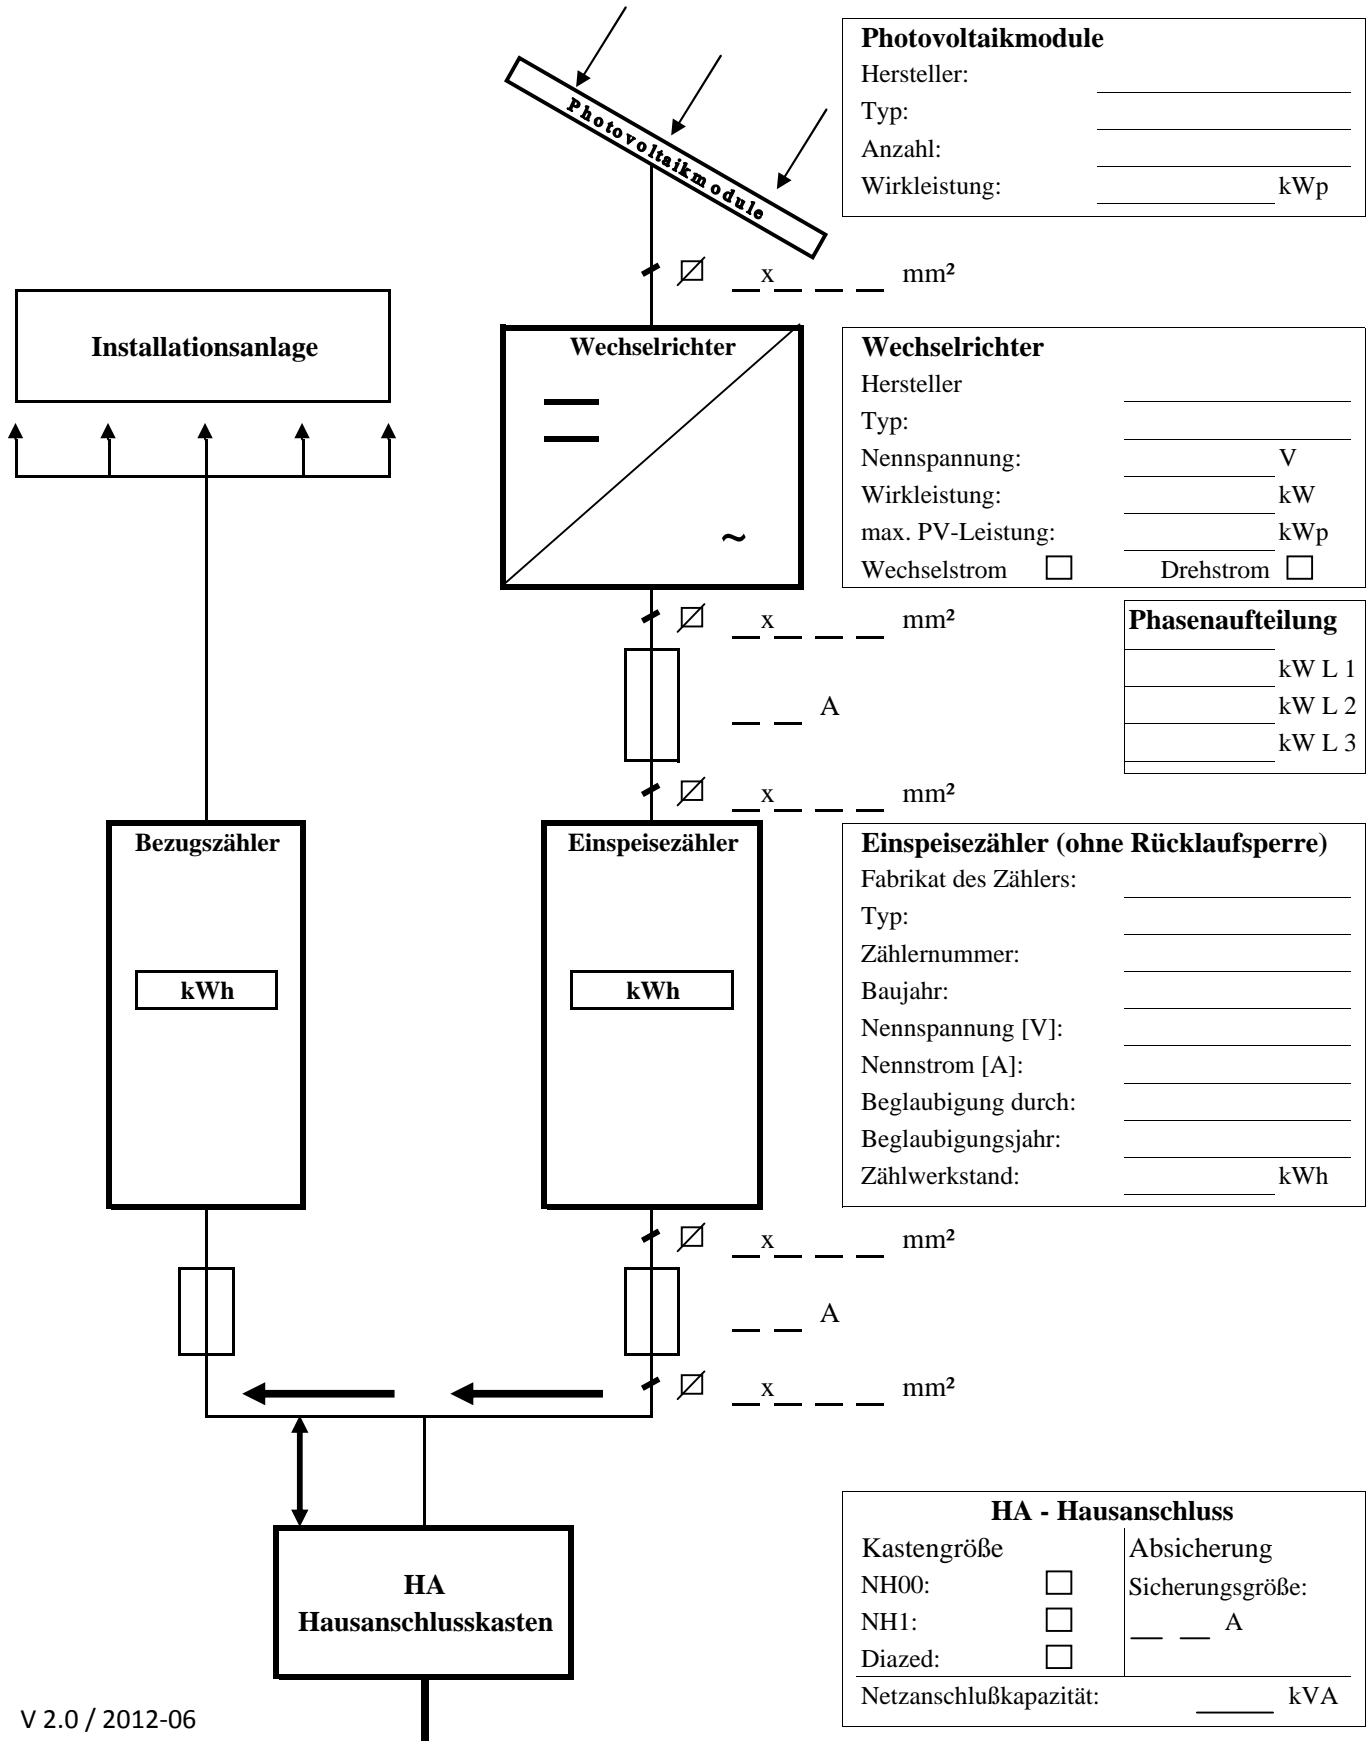 Photovoltaikmodule
Photovoltaikmodule
Hersteller:
Typ:
Anzahl:
Wirkleistung: kWp
x mm²
Installationsanlage
Wechselrichter
~
Wechselrichter
Hersteller
Typ:
Nennspannung: V
Wirkleistung: kW
max. PV-Leistung: kWp
Wechselstrom Drehstrom
x mm²
A
x mm²
Phasenaufteilung
kW L 1
kW L 2
kW L 3
Bezugszähler
kWh
Einspeisezähler
kWh
Einspeisezähler (ohne Rücklaufsperre)
Fabrikat des Zählers:
Typ:
Zählernummer:
Baujahr:
Nennspannung [V]:
Nennstrom [A]:
Beglaubigung durch:
Beglaubigungsjahr:
Zählwerkstand: kWh
x mm²
A
x mm²
HA
Hausanschlusskasten
HA - Hausanschluss
Kastengröße Absicherung
NH00: Sicherungsgröße:
NH1: A
Diazed:
Netzanschlußkapazität: kVA
V 2.0 / 2012-06